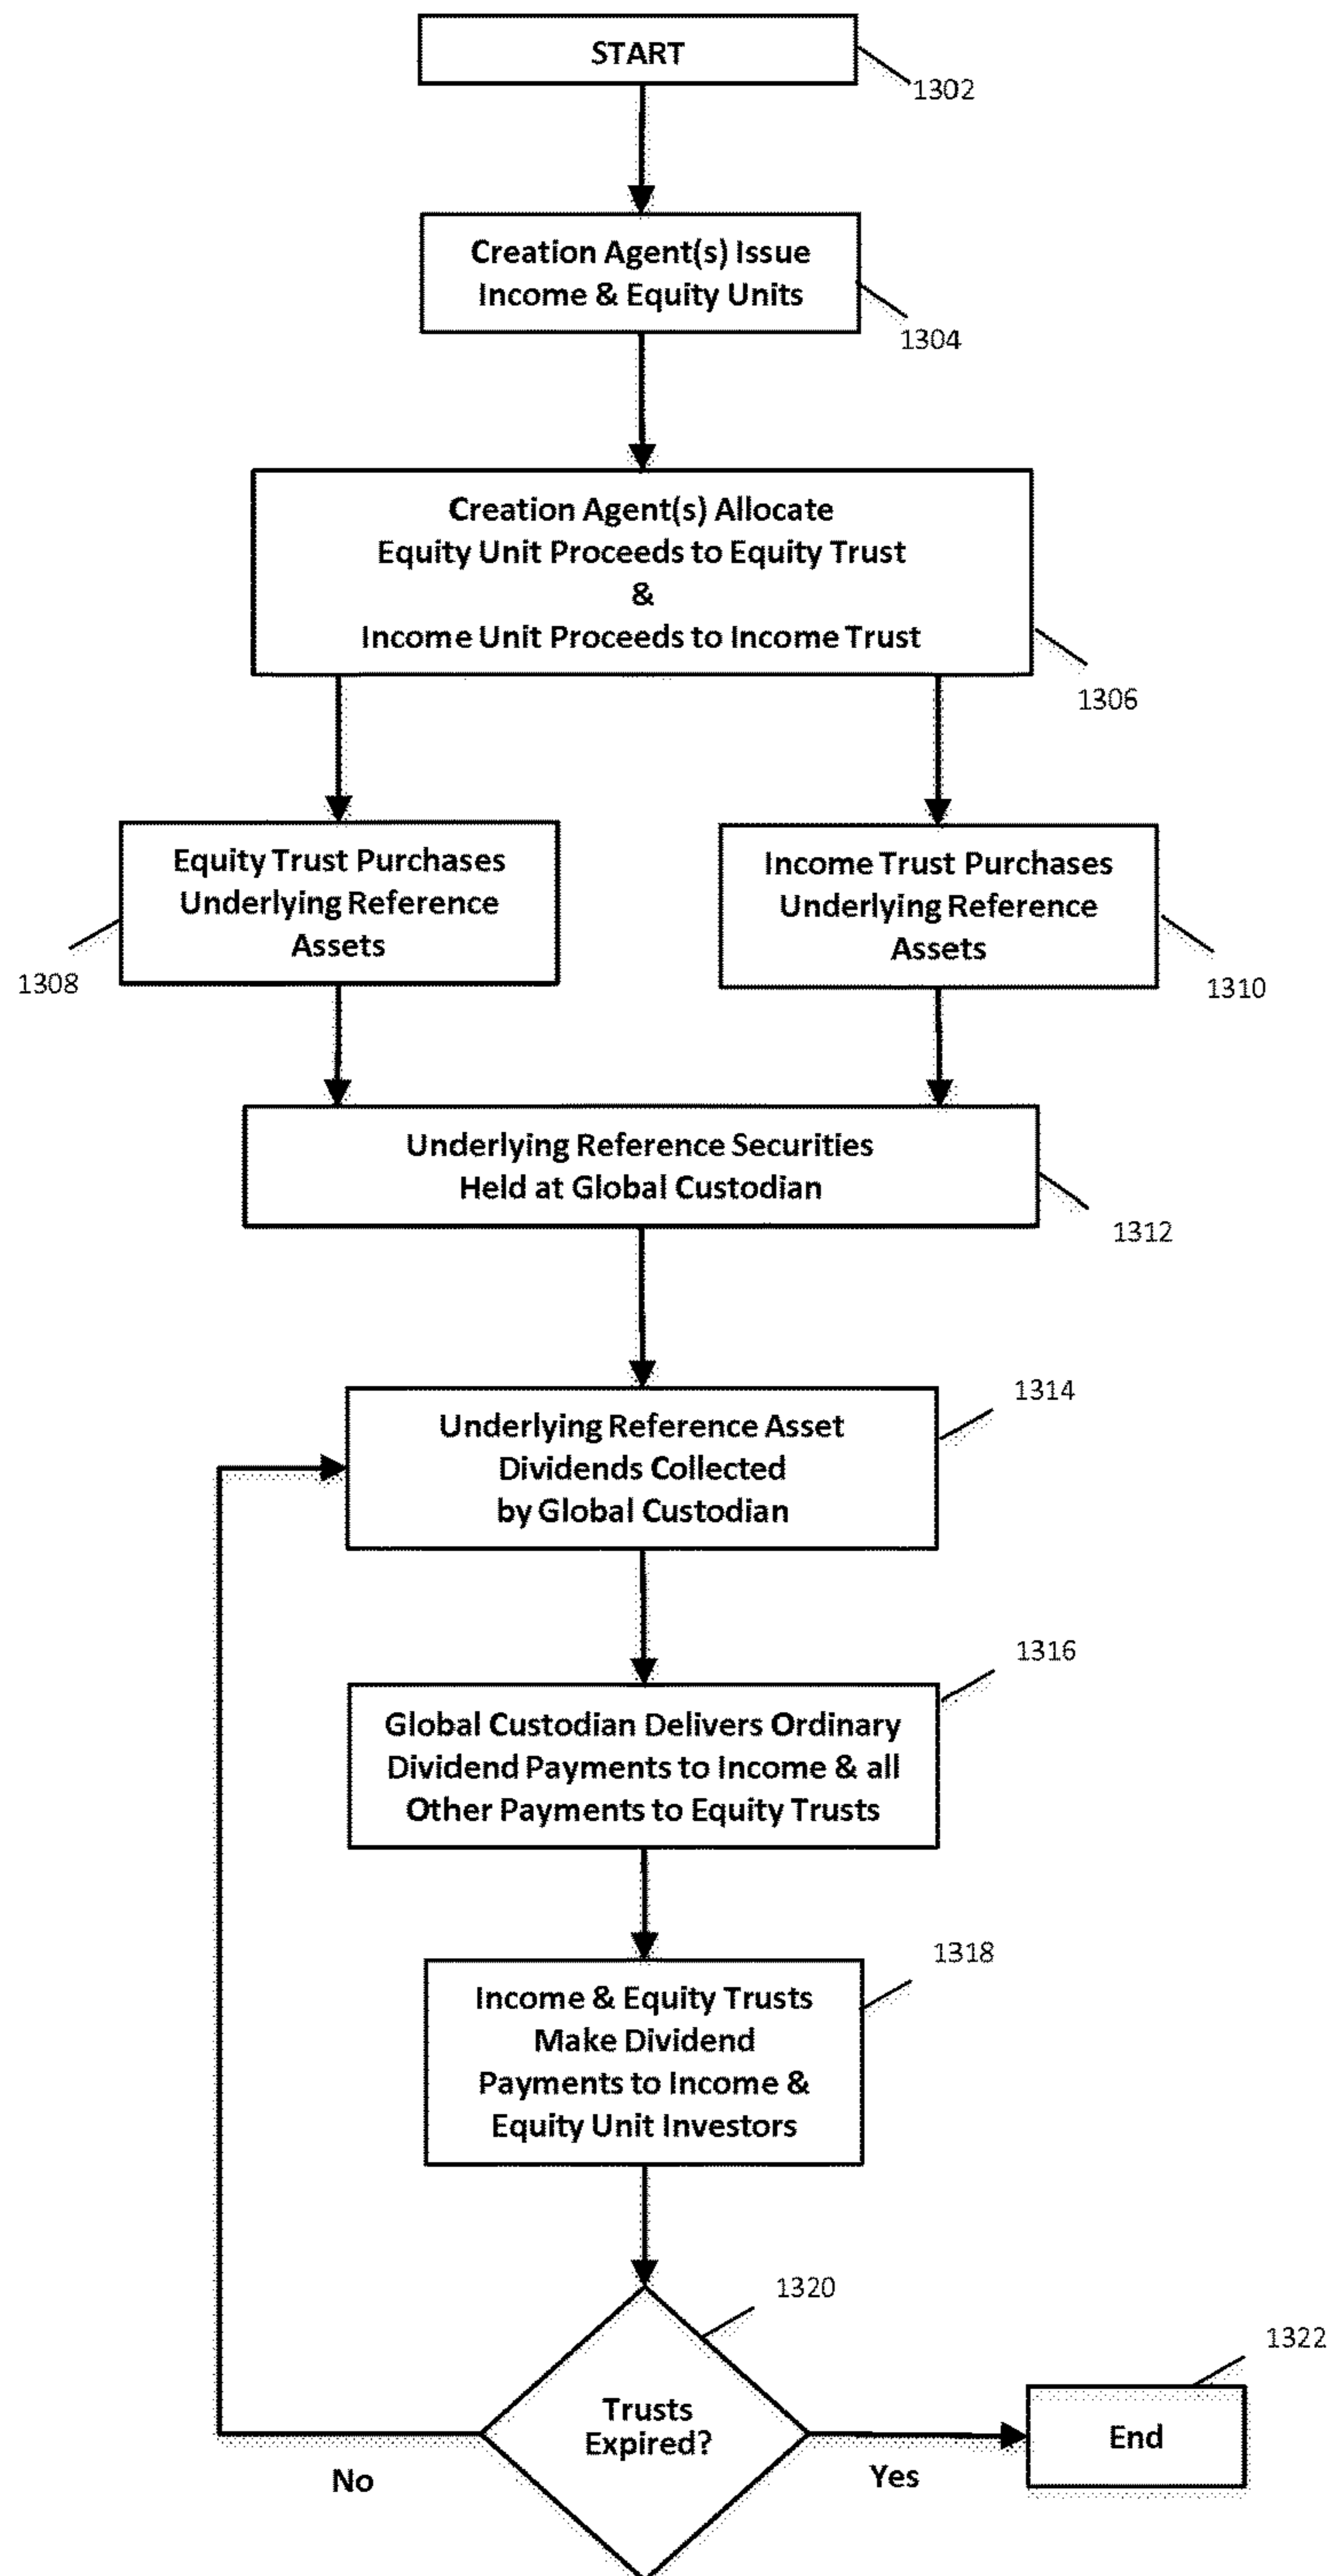 START
1302
Creation Agent(s) Issue
Income & Equity Units
1304
Creation Agent(s) Allocate
Equity Unit Proceeds to Equity Trust
&
Income Unit Proceeds to Income Trust
1306
Equity Trust Purchases
Underlying Reference
Assets
1308
Income Trust Purchases
Underlying Reference
Assets
1310
Underlying Reference Securities
Held at Global Custodian
1312
Underlying Reference Asset
Dividends Collected
by Global Custodian
1314
Global Custodian Delivers Ordinary
Dividend Payments to Income & all
Other Payments to Equity Trusts
1316
Income & Equity Trusts
Make Dividend
Payments to Income &
Equity Unit Investors
1318
Trusts
Expired?
1320
No
Yes
End
1322